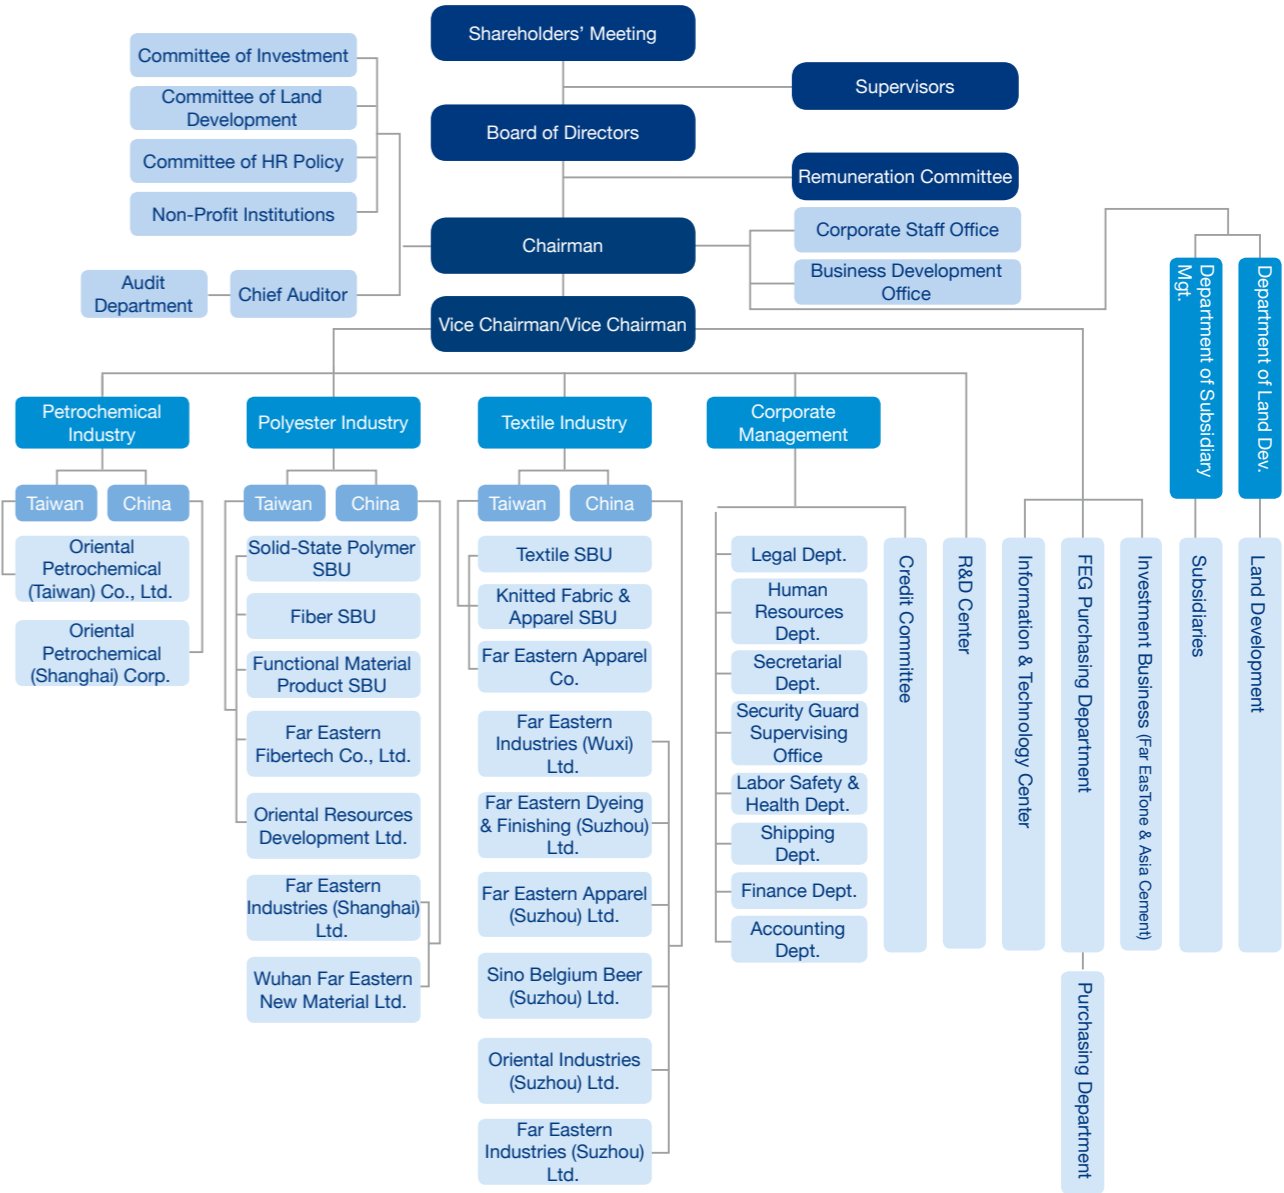 Shareholders’ Meeting
Committee of Investment
Supervisors
Committee of Land
Development
Board of Directors
Committee of HR Policy
Remuneration Committee
Non-Profit Institutions
Chairman
Corporate Staff Office
Business Development
Office
Audit
Department
Chief Auditor
Vice Chairman/Vice Chairman
Department of Subsidiary
Mgt.
Department of Land Dev.
Petrochemical
Industry
Polyester Industry
Textile Industry
Corporate
Management
Taiwan
China
Taiwan
China
Taiwan
China
Oriental
Petrochemical
(Taiwan) Co., Ltd.
Oriental
Petrochemical
(Shanghai) Corp.
Solid-State Polymer
SBU
Fiber SBU
Functional Material
Product SBU
Far Eastern
Fibertech Co., Ltd.
Oriental Resources
Development Ltd.
Far Eastern
Industries (Shanghai)
Ltd.
Wuhan Far Eastern
New Material Ltd.
Textile SBU
Knitted Fabric &
Apparel SBU
Far Eastern Apparel
Co.
Far Eastern
Industries (Wuxi)
Ltd.
Far Eastern Dyeing
& Finishing (Suzhou)
Ltd.
Far Eastern Apparel
(Suzhou) Ltd.
Sino Belgium Beer
(Suzhou) Ltd.
Oriental Industries
(Suzhou) Ltd.
Far Eastern
Industries (Suzhou)
Ltd.
Legal Dept.
Human
Resources
Dept.
Secretarial
Dept.
Security Guard
Supervising
Office
Labor Safety &
Health Dept.
Shipping
Dept.
Finance Dept.
Accounting
Dept.
Credit Committee
R&D Center
Information & Technology Center
FEG Purchasing Department
Investment Business (Far EasTone & Asia Cement)
Subsidiaries
Land Development
Purchasing Department